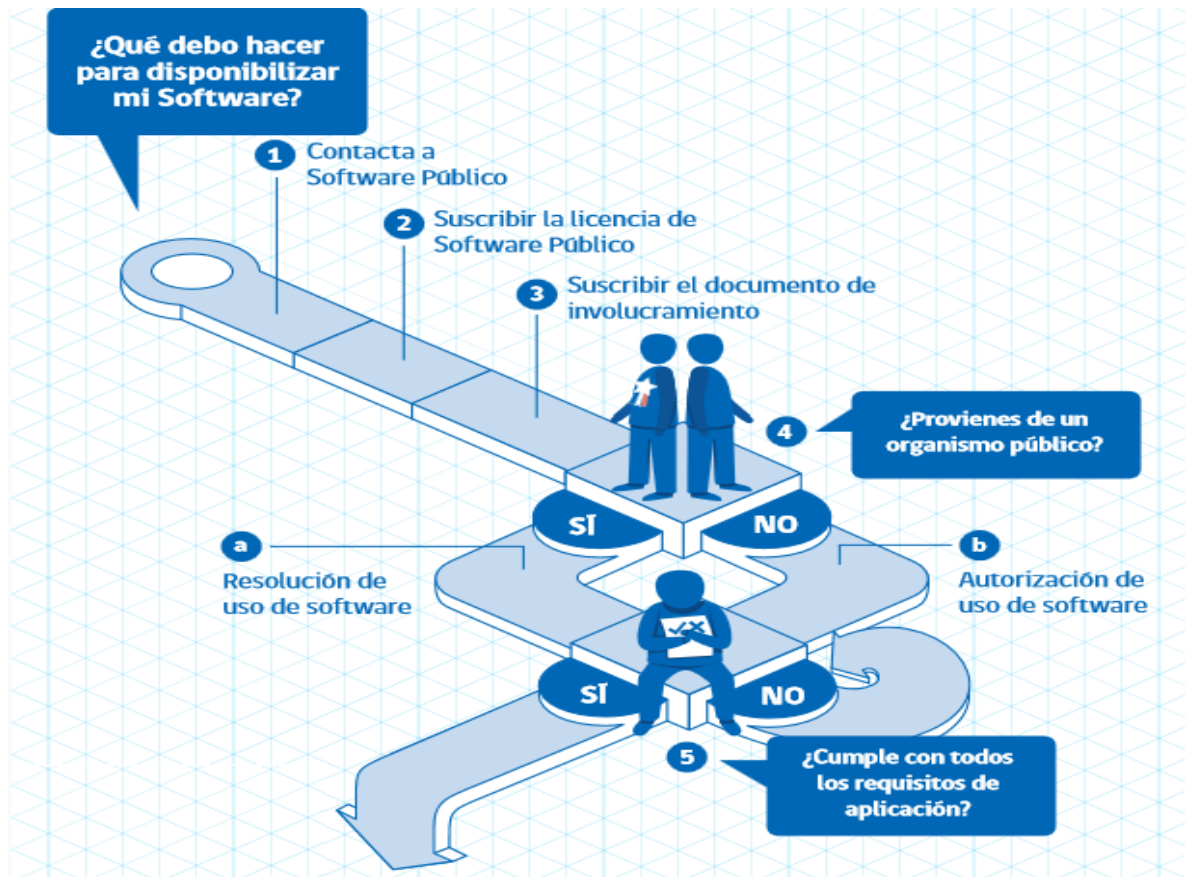 ¿Qué debo hacer
para disponibilizar
mi Software?
1 Contacta a
Software Público
2 Suscribir la licencia de
Software Público
3 Suscribir el documento de
involucramiento
4 ¿Provienes de un
organismo público?
SÍ
NO
a
Resolución de
uso de software
b
Autorización de
uso de software
SÍ
NO
5 ¿Cumple con todos
los requisitos de
aplicación?